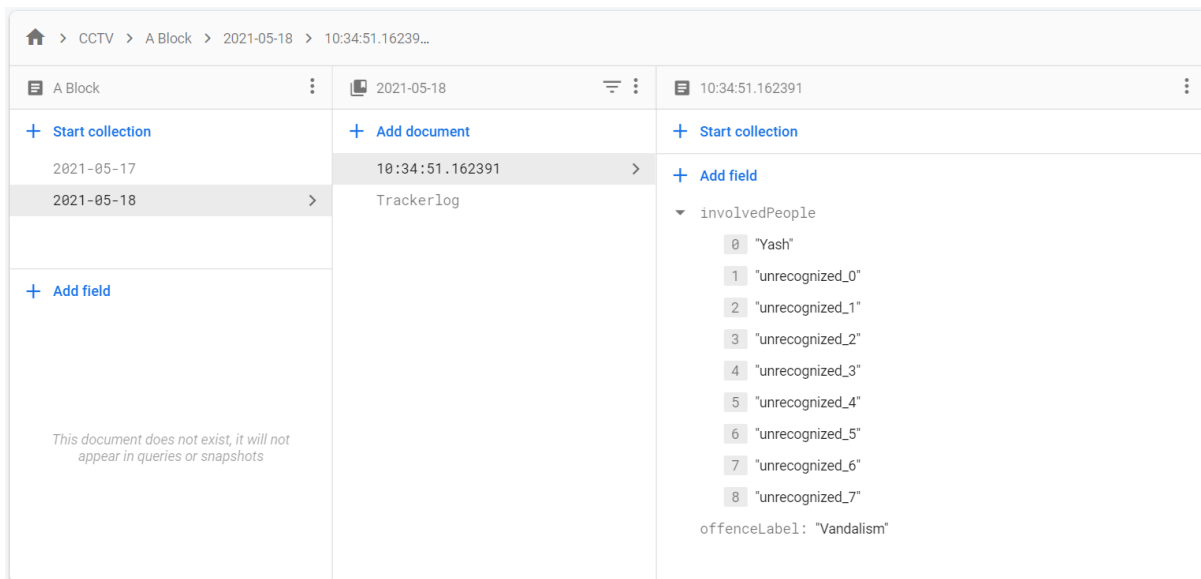 CCTV > A Block > 2021-05-18 > 10:34:51.16239…
A Block
Start collection
2021-05-17
2021-05-18
Add field
This document does not exist, it will not
appear in queries or snapshots
2021-05-18
Add document
10:34:51.162391
Trackerlog
10:34:51.162391
Start collection
Add field
involvedPeople
0 "Yash"
1 "unrecognized_0"
2 "unrecognized_1"
3 "unrecognized_2"
4 "unrecognized_3"
5 "unrecognized_4"
6 "unrecognized_5"
7 "unrecognized_6"
8 "unrecognized_7"
offenceLabel: "Vandalism"